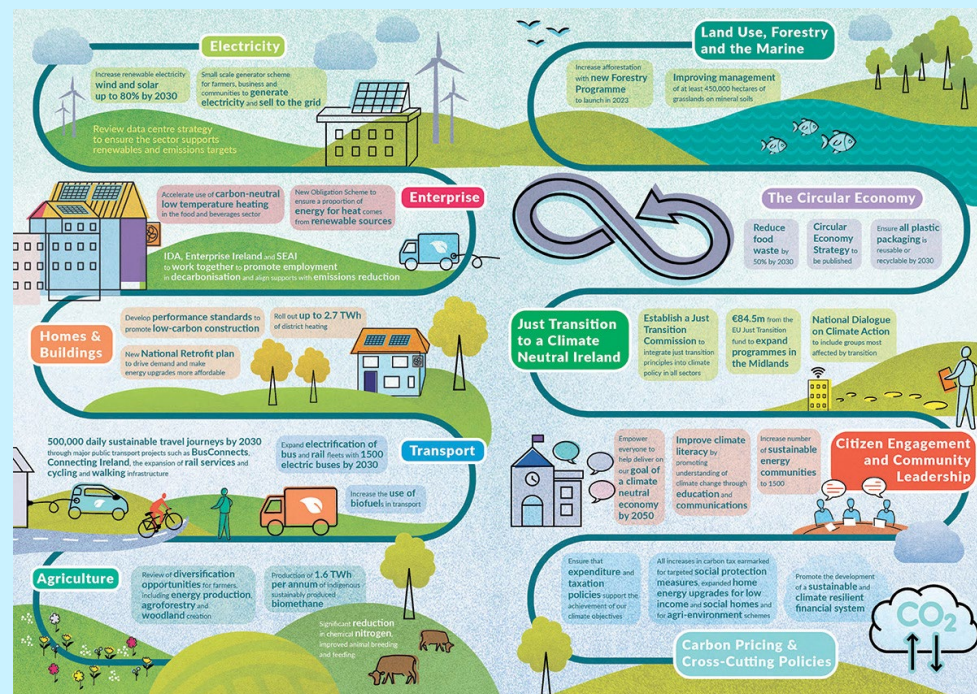 Electricity
Increase renewable electricity
wind and solar
up to 80% by 2030
Small scale generator scheme
for farmers, business and
communities to generate
electricity and sell to the grid
Review data centre strategy
to ensure the sector supports
renewables and emissions targets
Enterprise
Accelerate use of carbon-neutral
low temperature heating
in the food and beverages sector
New Obligation Scheme to
ensure a proportion of
energy for heat comes
from renewable sources
IDA, Enterprise Ireland and SEAI
to work together to promote employment
in decarbonisation and align supports with emissions reduction
Homes &
Buildings
Develop performance standards to
promote low-carbon construction
Roll out up to 2.7 TWh
of district heating
New National Retrofit plan
to drive demand and make
energy upgrades more affordable
Transport
500,000 daily sustainable travel journeys by 2030
through major public transport projects such as BusConnects,
Connecting Ireland, the expansion of rail services and
cycling and walking infrastructure
Expand electrification of
bus and rail fleets with 1500
electric buses by 2030
Increase the use of
biofuels in transport
Agriculture
Review of diversification
opportunities for farmers,
including energy production,
agroforestry and
woodland creation
Production of 1.6 TWh
per annum of indigenous
sustainably produced
biomethane
Significant reduction
in chemical nitrogen,
improved animal breeding
and feeding
Land Use, Forestry
and the Marine
Increase afforestation
with new Forestry
Programme
to launch in 2023
Improving management
of at least 450,000 hectares of
grasslands on mineral soils
The Circular Economy
Reduce
food
waste by
50% by 2030
Circular
Economy
Strategy to
be published
Ensure all plastic
packaging is
reusable or
recyclable by 2030
Just Transition
to a Climate
Neutral Ireland
Establish a Just
Transition
Commission to
integrate just transition
principles into climate
policy in all sectors
€84.5m from the
EU Just Transition
fund to expand
programmes in
the Midlands
National Dialogue
on Climate Action
to include groups most
affected by transition
Citizen Engagement
and Community
Leadership
Empower
everyone to
help deliver on
our goal of
a climate
neutral
economy
by 2050
Improve climate
literacy by
promoting
understanding of
climate change through
education and
communications
Increase number
of sustainable
energy
communities
to 1500
Ensure that
expenditure and
taxation
policies support the
achievement of our
climate objectives
All increases in carbon tax earmarked
for targeted social protection
measures, expanded home
energy upgrades for low
income and social homes and
for agri-environment schemes
Promote the development
of a sustainable and
climate resilient
financial system
Carbon Pricing &
Cross-Cutting Policies
CO₂